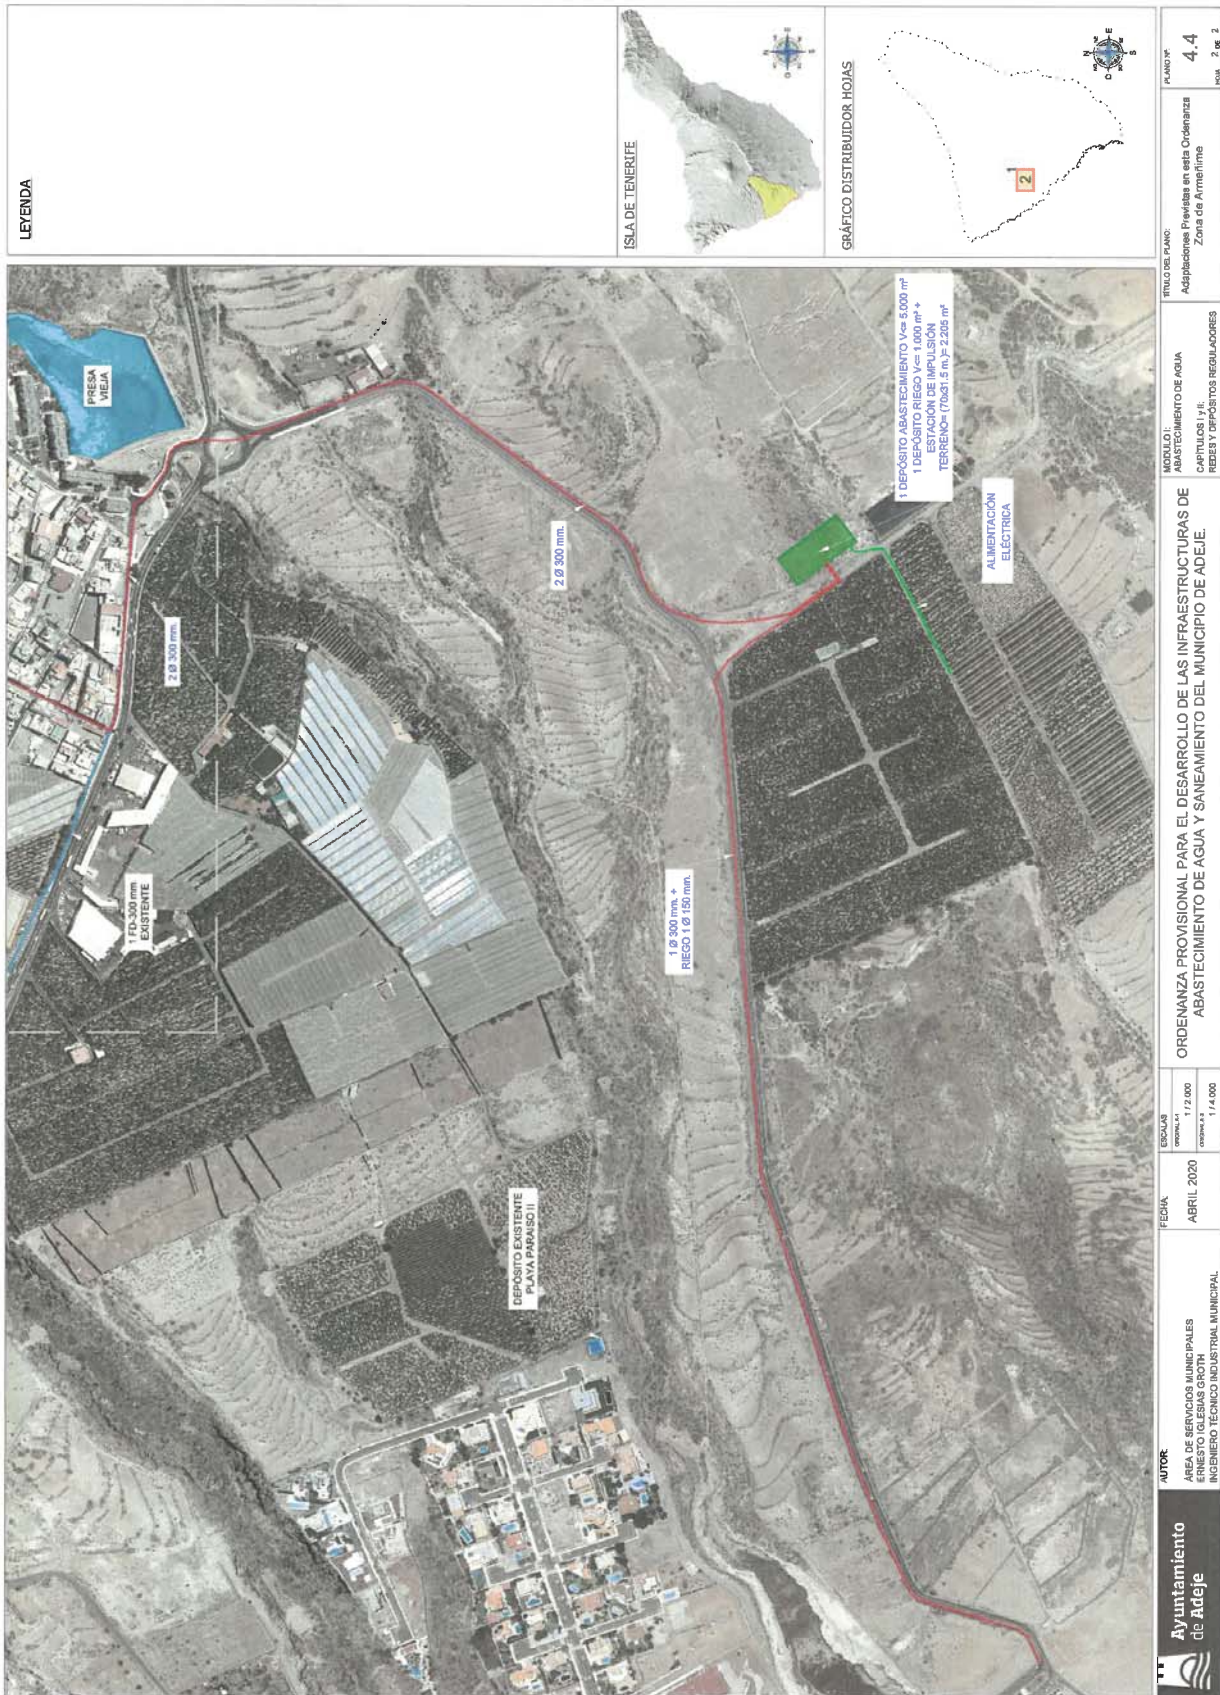 LEYENDA
ISLA DE TENERIFE
N
E
S
O
GRÁFICO DISTRIBUIDOR HOJAS
N
E
S
O
1
2
PRESA
VIEJA
2 Ø 300 mm.
1 FD-300 mm
EXISTENTE
2 Ø 300 mm.
1 DEPÓSITO ABASTECIMIENTO V<= 5.000 m³
1 DEPÓSITO RIEGO V<= 1.000 m³ +
ESTACIÓN DE IMPULSIÓN
TERRENO= (70x31.5 m.)= 2.205 m²
ALIMENTACIÓN
ELÉCTRICA
1 Ø 300 mm. +
RIEGO 1 Ø 150 mm.
DEPÓSITO EXISTENTE
PLAYA PARAISO II
Ayuntamiento
de Adeje
AUTOR:
ÁREA DE SERVICIOS MUNICIPALES
ERNESTO IGLESIAS GROTH
INGENIERO TÉCNICO INDUSTRIAL MUNICIPAL
FECHA:
ABRIL 2020
ESCALAS
ORIGINAL A-1
1 / 2.000
ORIGINAL A-3
1 / 4.000
ORDENANZA PROVISIONAL PARA EL DESARROLLO DE LAS INFRAESTRUCTURAS DE
ABASTECIMIENTO DE AGUA Y SANEAMIENTO DEL MUNICIPIO DE ADEJE.
MODULO I:
ABASTECIMIENTO DE AGUA
CAPÍTULOS I y II:
REDES Y DEPÓSITOS REGULADORES
TÍTULO DEL PLANO:
Adaptaciones Previstas en esta Ordenanza
Zona de Armeñime
PLANO Nº:
4.4
HOJA 2 DE 2